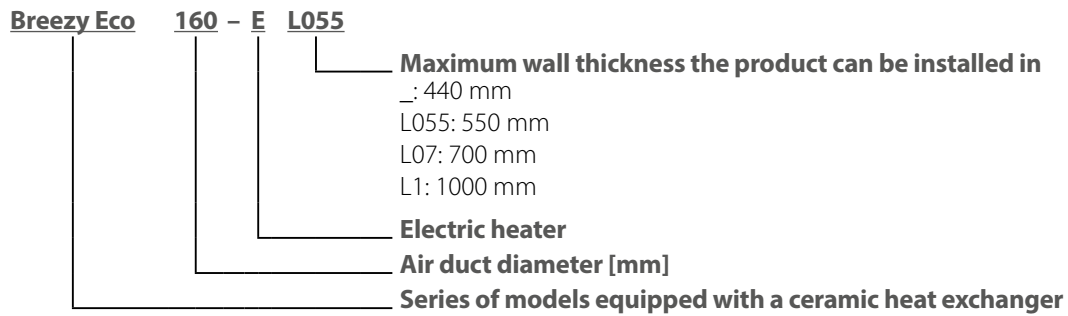 Breezy Eco 160 – E L055
Maximum wall thickness the product can be installed in
_: 440 mm
L055: 550 mm
L07: 700 mm
L1: 1000 mm
Electric heater
Air duct diameter [mm]
Series of models equipped with a ceramic heat exchanger